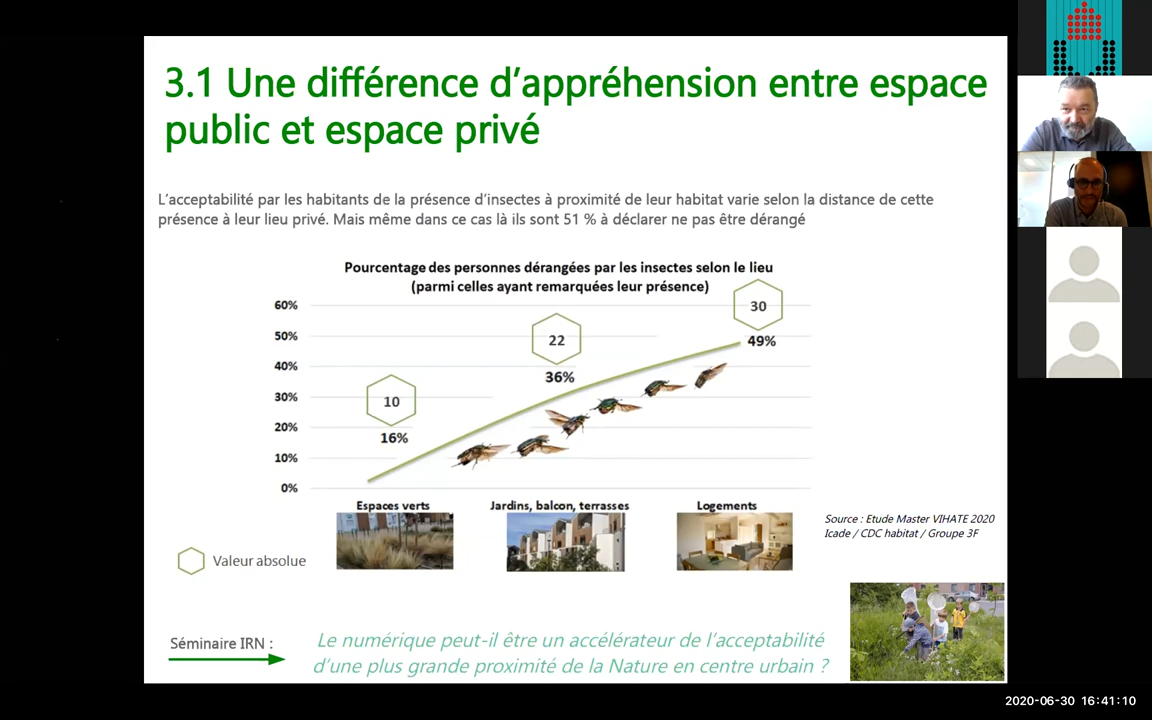 3.1 Une différence d’appréhension entre espace
public et espace privé
L’acceptabilité par les habitants de la présence d’insectes à proximité de leur habitat varie selon la distance de cette
présence à leur lieu privé. Mais même dans ce cas là ils sont 51 % à déclarer ne pas être dérangé
Pourcentage des personnes dérangées par les insectes selon le lieu
(parmi celles ayant remarquées leur présence)
60%
50%
40%
30%
20%
10%
0%
10
16%
22
36%
30
49%
Espaces verts
Jardins, balcon, terrasses
Logements
Source : Etude Master VIHATE 2020
Icade / CDC habitat / Groupe 3F
Valeur absolue
Séminaire IRN :
Le numérique peut-il être un accélérateur de l’acceptabilité
d’une plus grande proximité de la Nature en centre urbain ?
2020-06-30 16:41:10